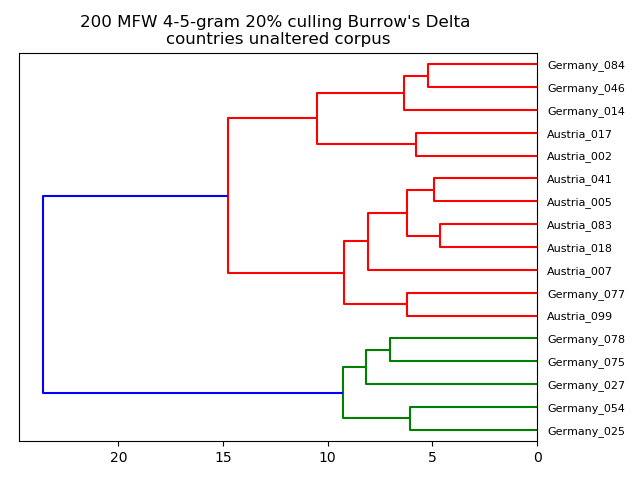 200 MFW 4-5-gram 20% culling Burrow's Delta
countries unaltered corpus
Germany_084
Germany_046
Germany_014
Austria_017
Austria_002
Austria_041
Austria_005
Austria_083
Austria_018
Austria_007
Germany_077
Austria_099
Germany_078
Germany_075
Germany_027
Germany_054
Germany_025
20 15 10 5 0